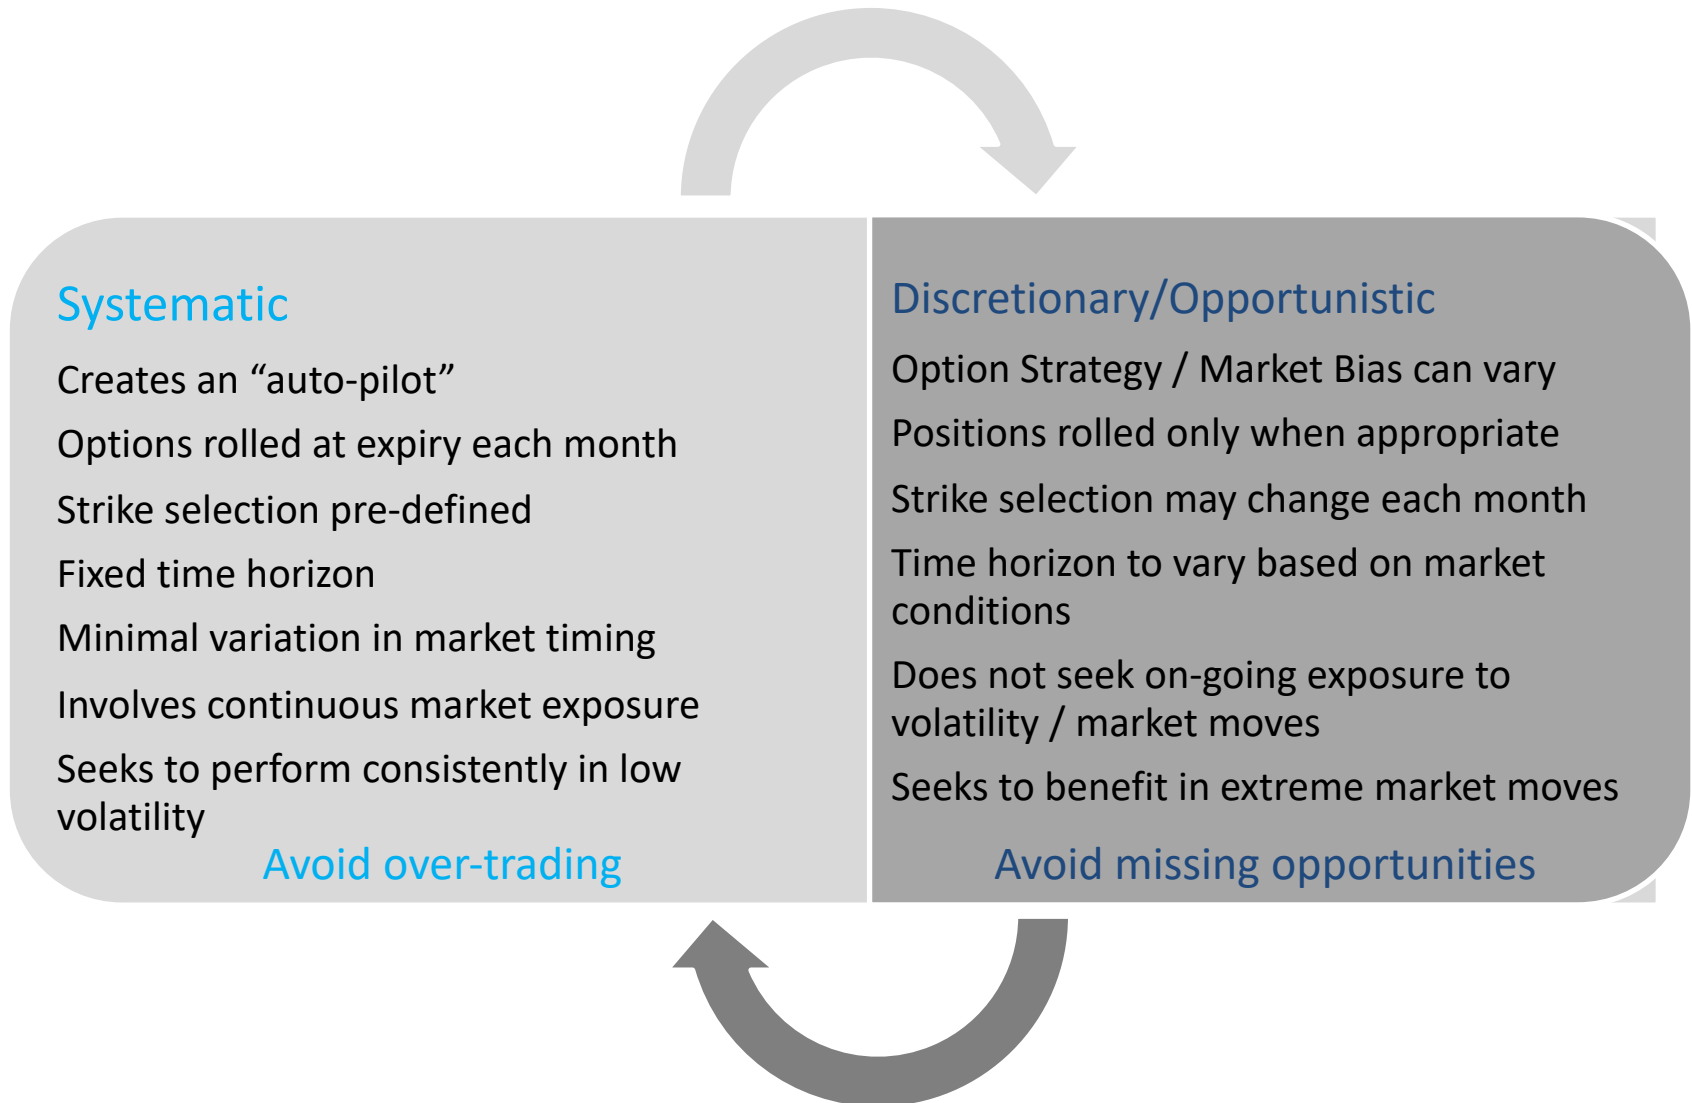 Systematic
Creates an “auto-pilot”
Options rolled at expiry each month
Strike selection pre-defined
Fixed time horizon
Minimal variation in market timing
Involves continuous market exposure
Seeks to perform consistently in low
volatility
Avoid over-trading
Discretionary/Opportunistic
Option Strategy / Market Bias can vary
Positions rolled only when appropriate
Strike selection may change each month
Time horizon to vary based on market
conditions
Does not seek on-going exposure to
volatility / market moves
Seeks to benefit in extreme market moves
Avoid missing opportunities